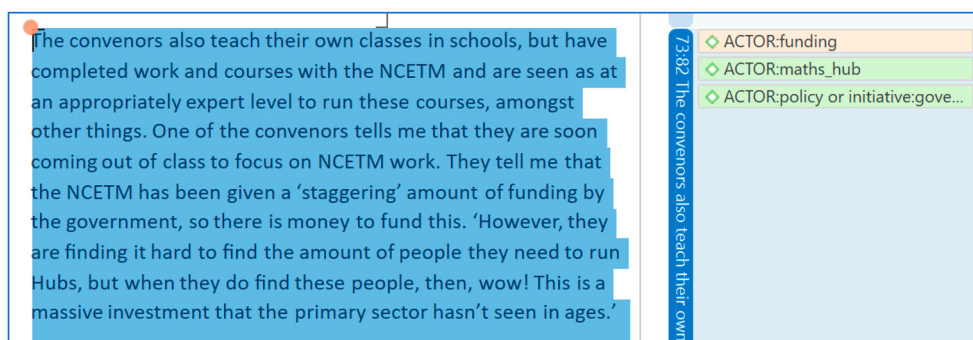 The convenors also teach their own classes in schools, but have
completed work and courses with the NCETM and are seen as at
an appropriately expert level to run these courses, amongst
other things. One of the convenors tells me that they are soon
coming out of class to focus on NCETM work. They tell me that
the NCETM has been given a ‘staggering’ amount of funding by
the government, so there is money to fund this. ‘However, they
are finding it hard to find the amount of people they need to run
Hubs, but when they do find these people, then, wow! This is a
massive investment that the primary sector hasn’t seen in ages.’
73:82 The convenors also teach their own
ACTOR:funding
ACTOR:maths_hub
ACTOR:policy or initiative:gove...